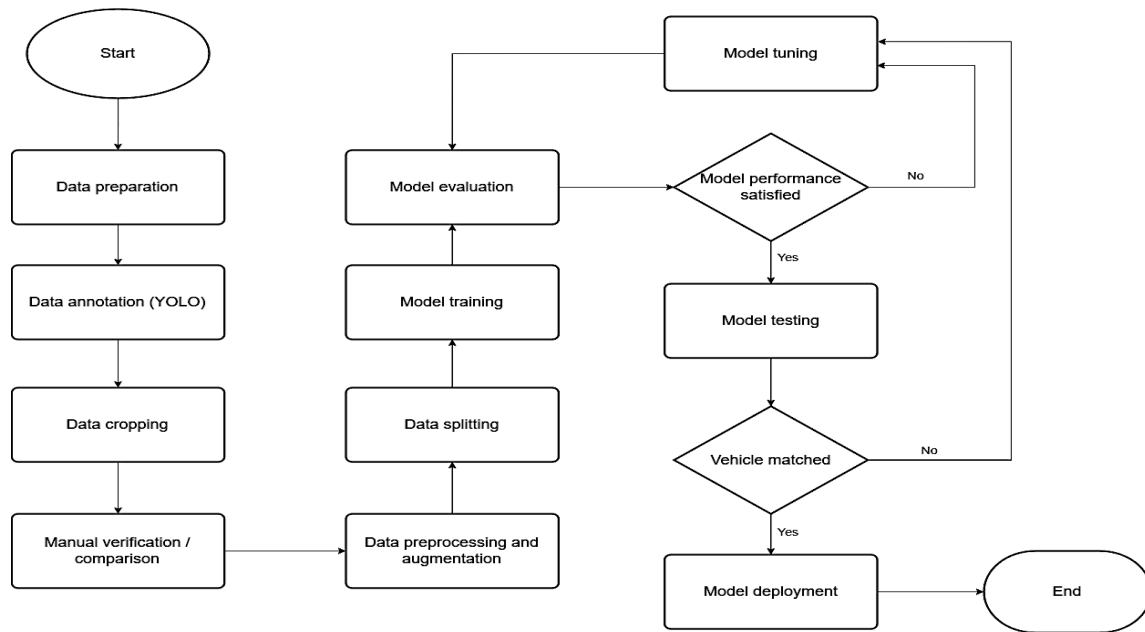 Start
Data preparation
Data annotation (YOLO)
Data cropping
Manual verification /
comparison
Data preprocessing and
augmentation
Data splitting
Model training
Model evaluation
Model tuning
Model performance
satisfied
No
Yes
Model testing
Vehicle matched
No
Yes
Model deployment
End